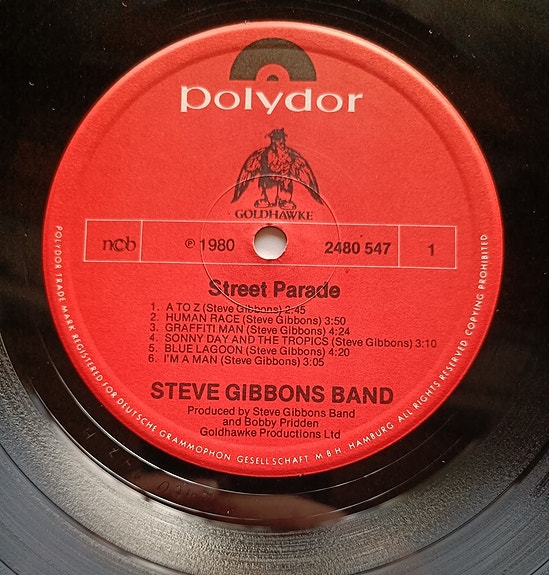 polydor
GOLDHAWKE
ncb
℗ 1980
2480 547
1
Street Parade
1. A TO Z (Steve Gibbons) 2:45
2. HUMAN RACE (Steve Gibbons) 3:50
3. GRAFFITI MAN (Steve Gibbons) 4:24
4. SONNY DAY AND THE TROPICS (Steve Gibbons) 3:10
5. BLUE LAGOON (Steve Gibbons) 4:20
6. I'M A MAN (Steve Gibbons) 3:05
STEVE GIBBONS BAND
Produced by Steve Gibbons Band
and Bobby Pridden
Goldhawke Productions Ltd
POLYDOR TRADE MARK REGISTERED FOR DEUTSCHE GRAMMOPHON GESELLSCHAFT M B H. HAMBURG ALL RIGHTS RESERVED COPYING PROHIBITED